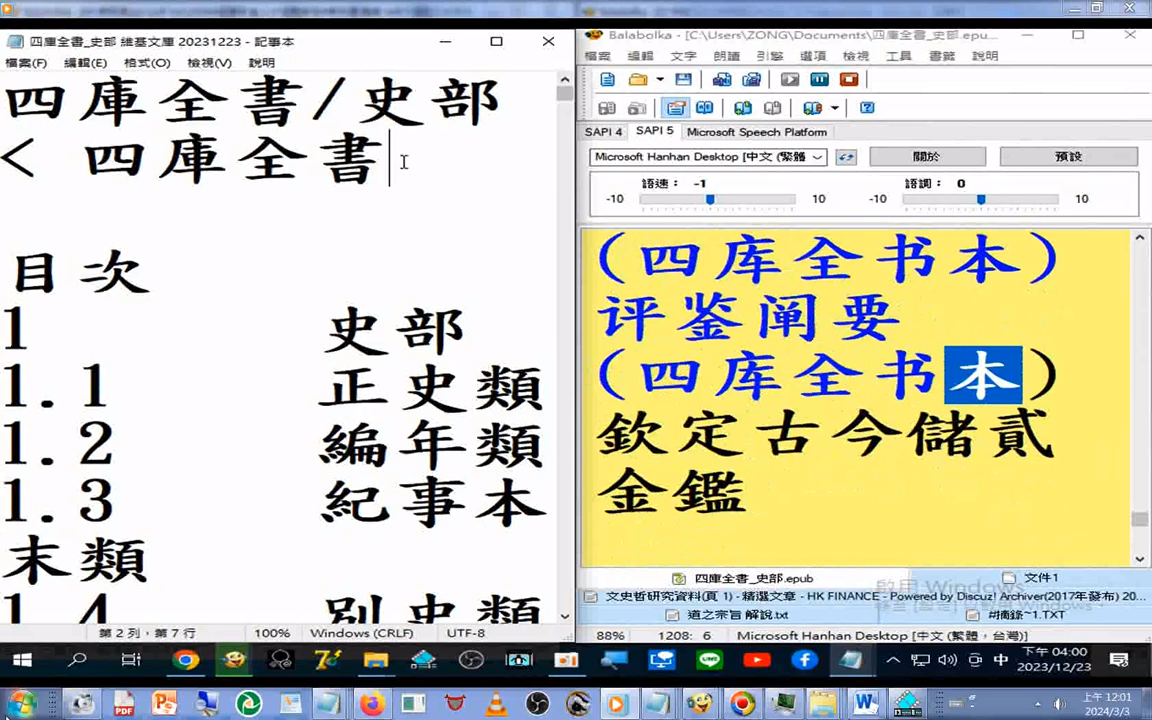 四庫全書_史部 維基文庫 20231223 - 記事本
檔案(F) 編輯(E) 格式(O) 檢視(V) 說明
四庫全書/史部
< 四庫全書
目次
1 史部
1.1 正史類
1.2 編年類
1.3 紀事本
末類
1.4 別史類
第 2 列，第 7 行 100% Windows (CRLF) UTF-8
Balabolka - [C:\Users\ZONG\Documents\四庫全書_史部.epu...
檔案 編輯 文字 朗讀 引擎 選項 檢視 工具 書籤 說明
SAPI 4 SAPI 5 Microsoft Speech Platform
Microsoft Hanhan Desktop [中文 (繁體 關於 預設
語速： -1 語調： 0
-10 10 -10 10
(四库全书本)
评鉴阐要
(四库全书本)
欽定古今儲貳
金鑑
四庫全書_史部.epub 文件1
文史哲研究資料(頁 1) - 精選文章 - HK FINANCE - Powered by Discuz! Archiver(2017年發布) 20...
道之宗旨 解說.txt #摘錄~1.TXT
啟用 Windows
88% 1208: 6 Microsoft Hanhan Desktop [中文 (繁體，台灣)]
中 下午 04:00
2023/12/23
上午 12:01
2024/3/3